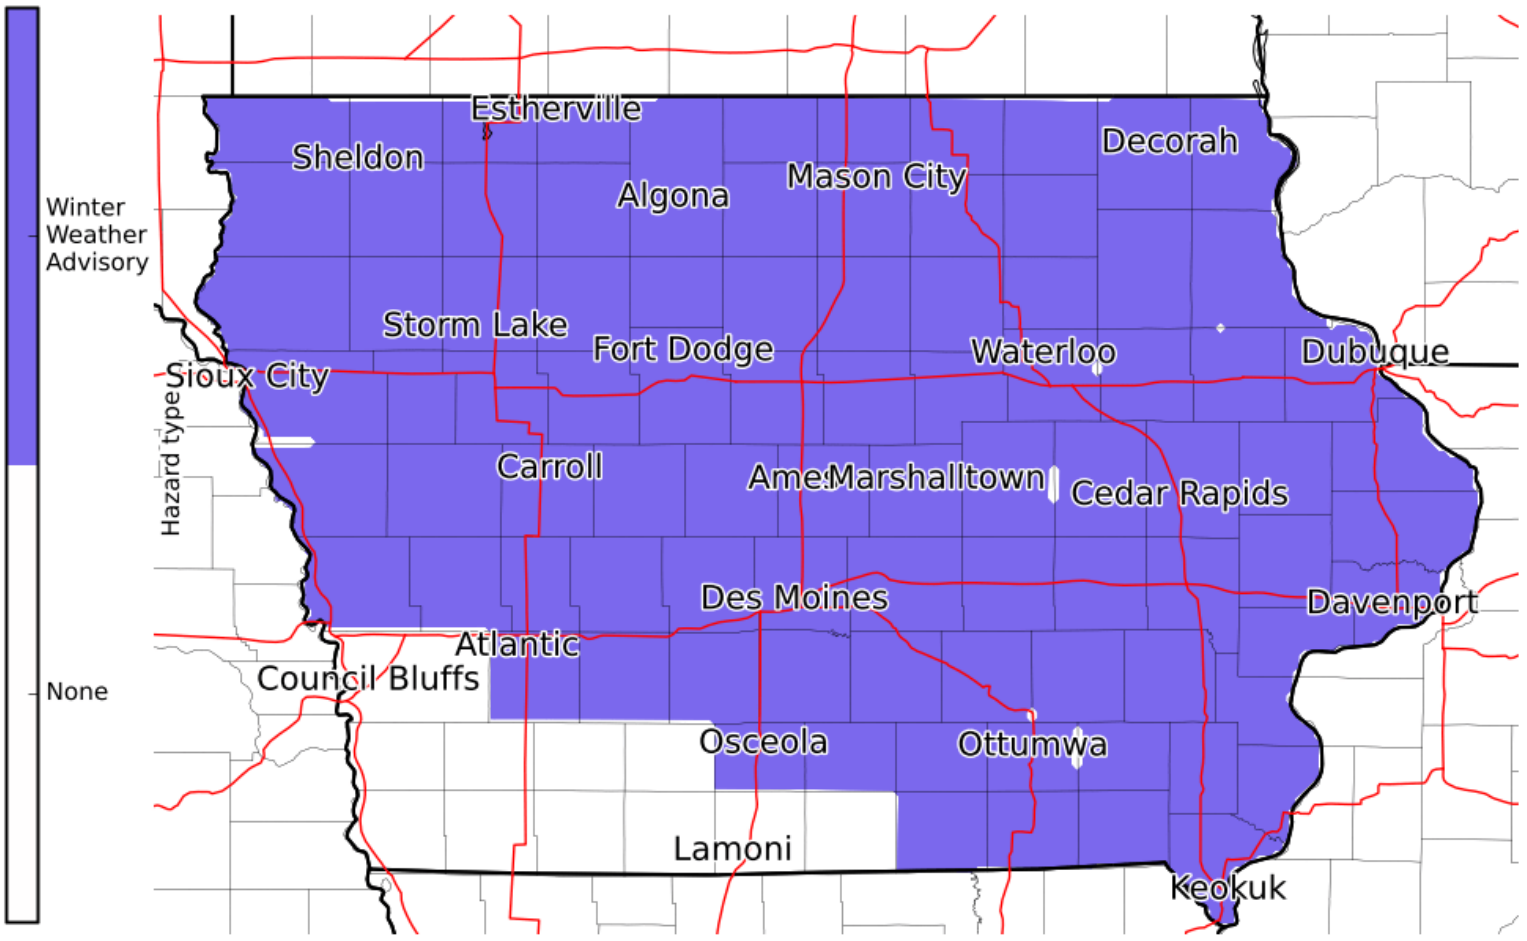 Estherville
Decorah
Sheldon
Mason City
Algona
Winter
Weather
Advisory
Storm Lake
Fort Dodge
Waterloo
Dubuque
Sioux City
Hazard type
Carroll
Ames
Marshalltown
Cedar Rapids
Des Moines
Davenport
Atlantic
Council Bluffs
None
Osceola
Ottumwa
Lamoni
Keokuk